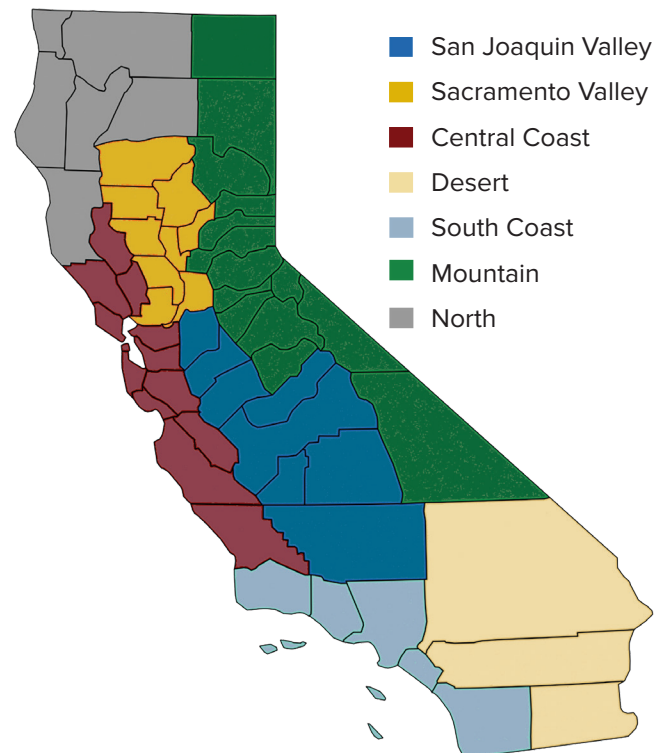 San Joaquin Valley
Sacramento Valley
Central Coast
Desert
South Coast
Mountain
North